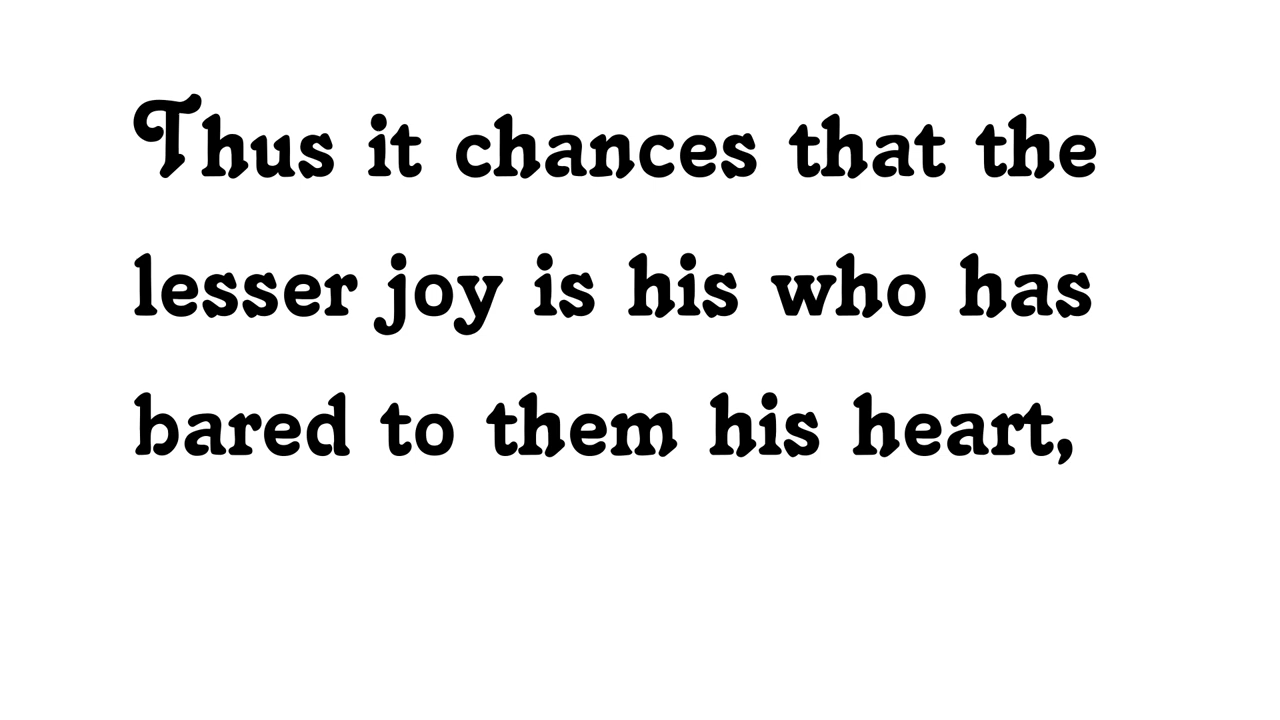 Thus it chances that the
lesser joy is his who has
bared to them his heart,